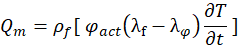 Q_m = ρ_f[ φ_act(λ_f − λ_φ) ∂T/∂t ]